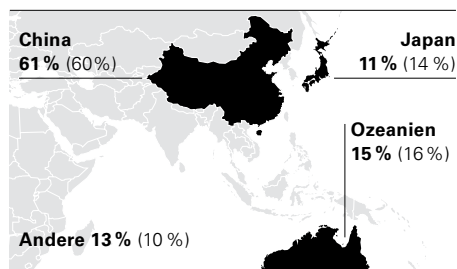 China
61 % (60 %)
Japan
11 % (14 %)
Ozeanien
15 % (16 %)
Andere 13 % (10 %)